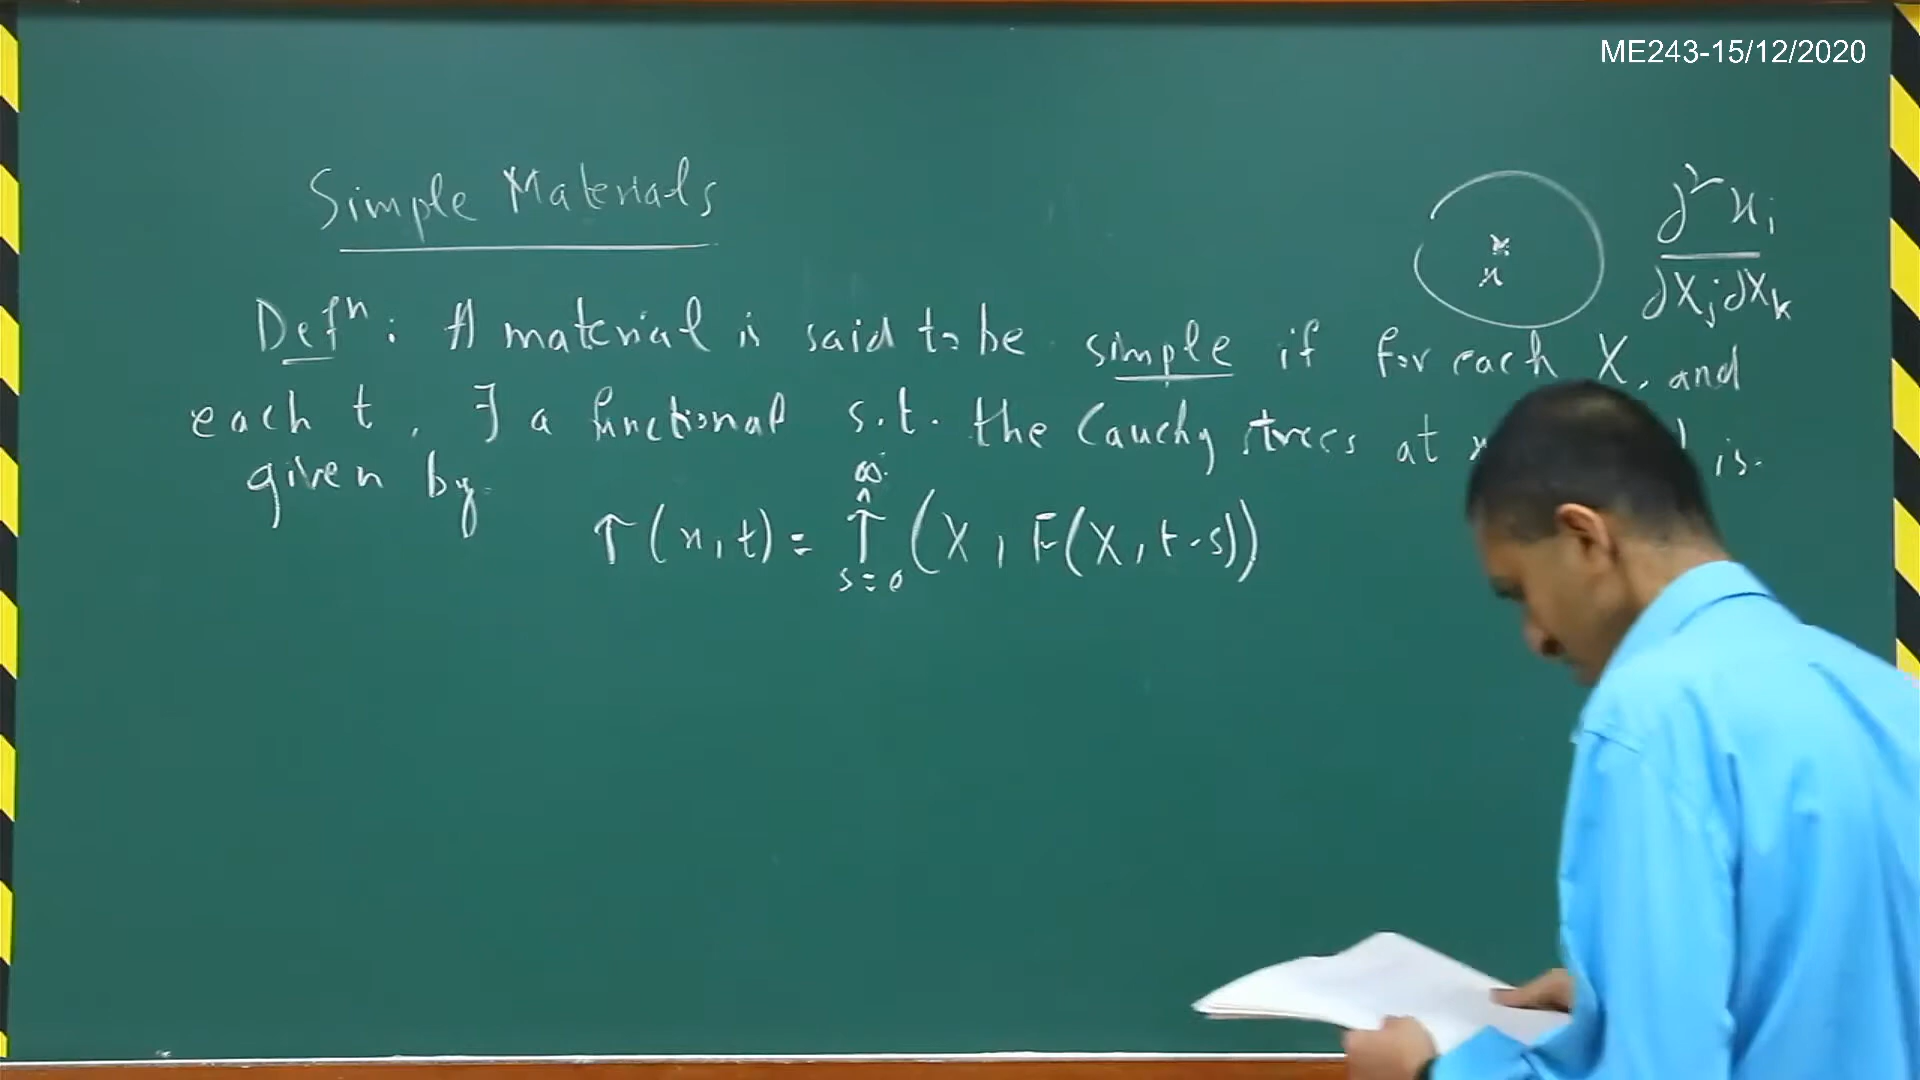 ME243-15/12/2020
Simple Materials
x
∂²xᵢ
∂Xⱼ∂Xₖ
Defⁿ: A material is said to be simple if for each X, and
each t, ∃ a functional s.t. the Cauchy stress at x is
given by
τ(x,t) = τ̂ ∞ s=0 (X, F(X, t-s))